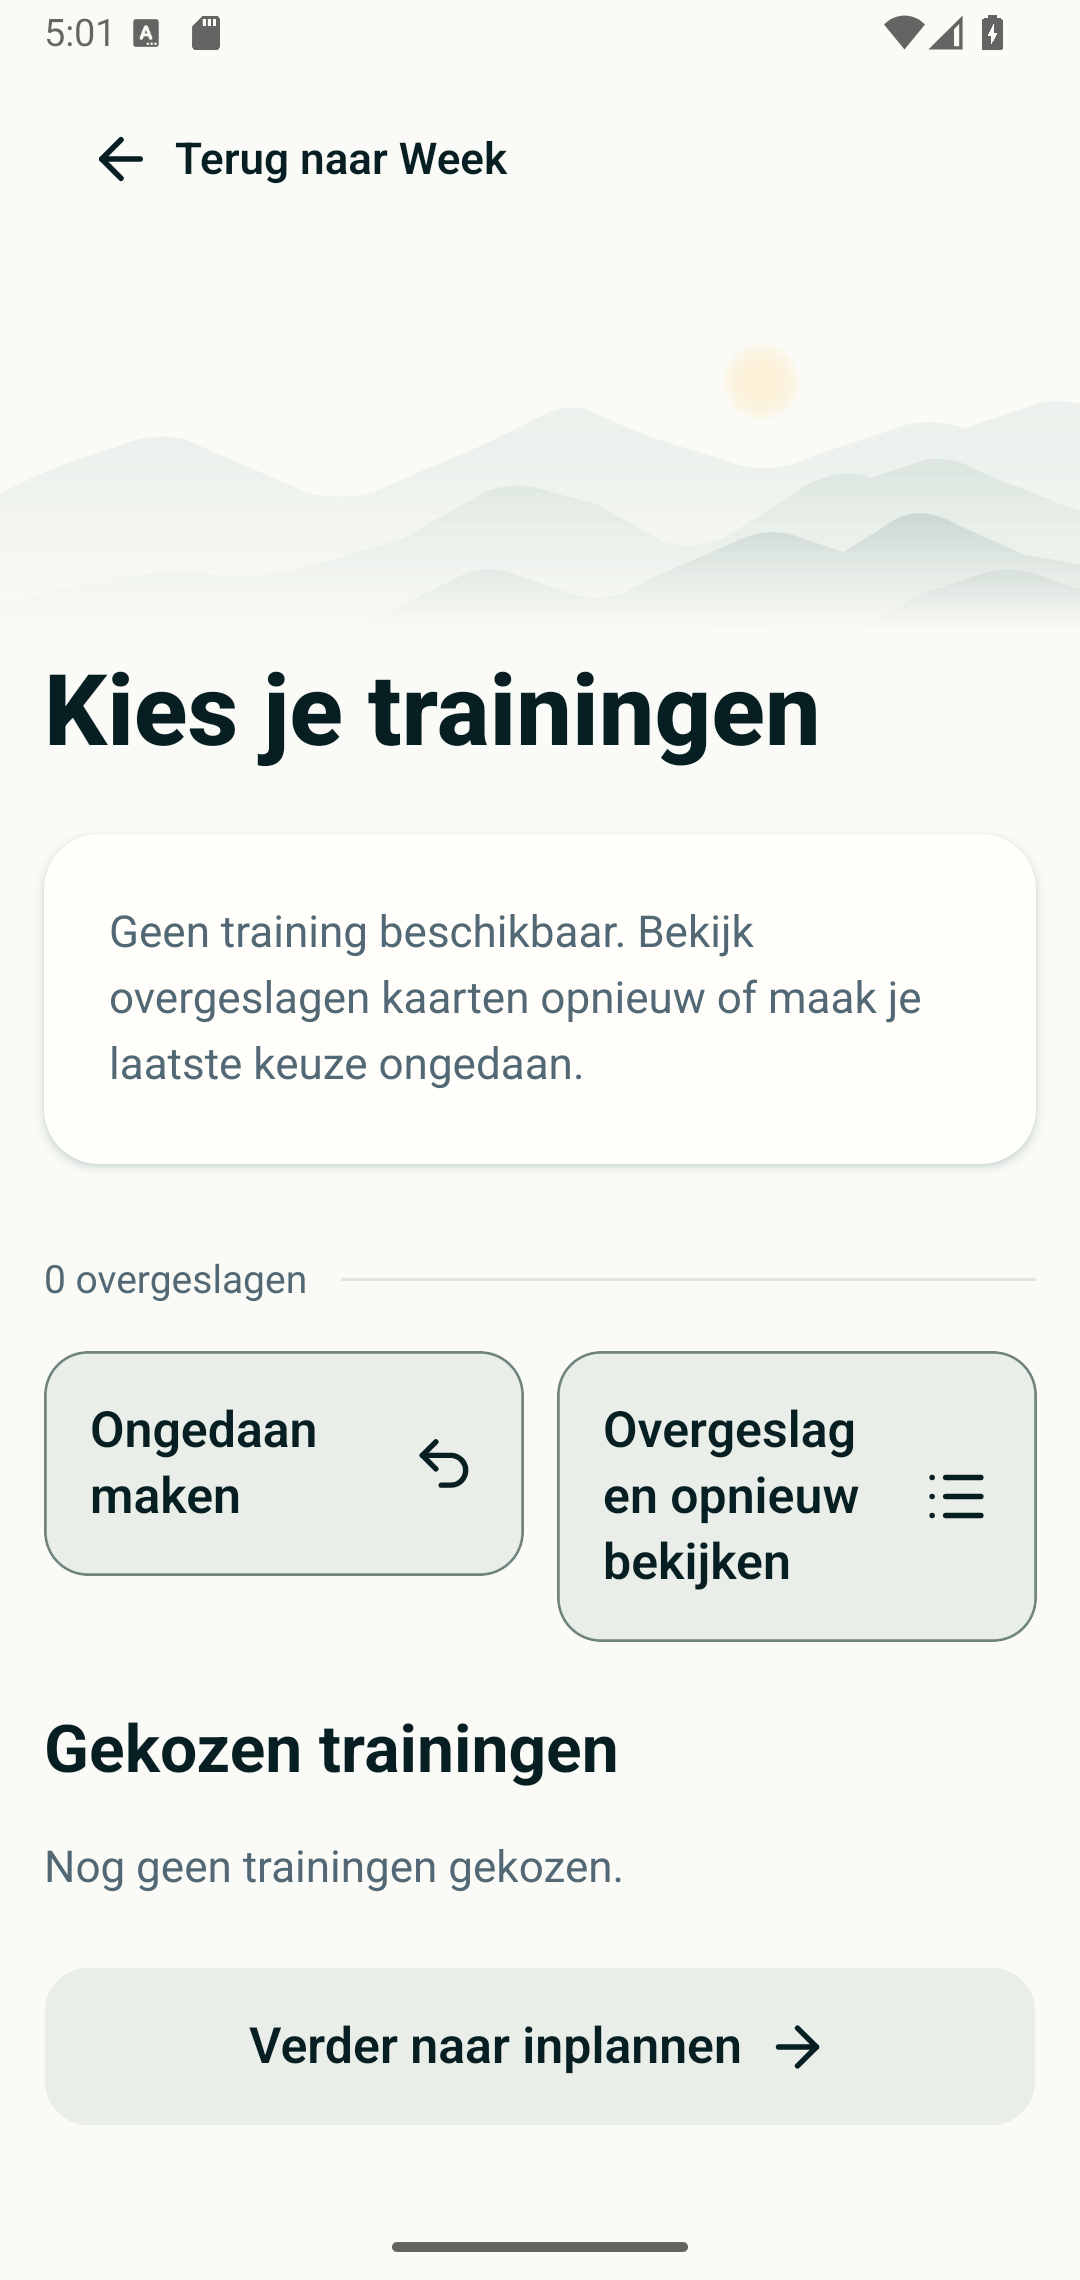 5:01
Terug naar Week
Kies je trainingen
Geen training beschikbaar. Bekijk
overgeslagen kaarten opnieuw of maak je
laatste keuze ongedaan.
0 overgeslagen
Ongedaan
maken
Overgeslag
en opnieuw
bekijken
Gekozen trainingen
Nog geen trainingen gekozen.
Verder naar inplannen